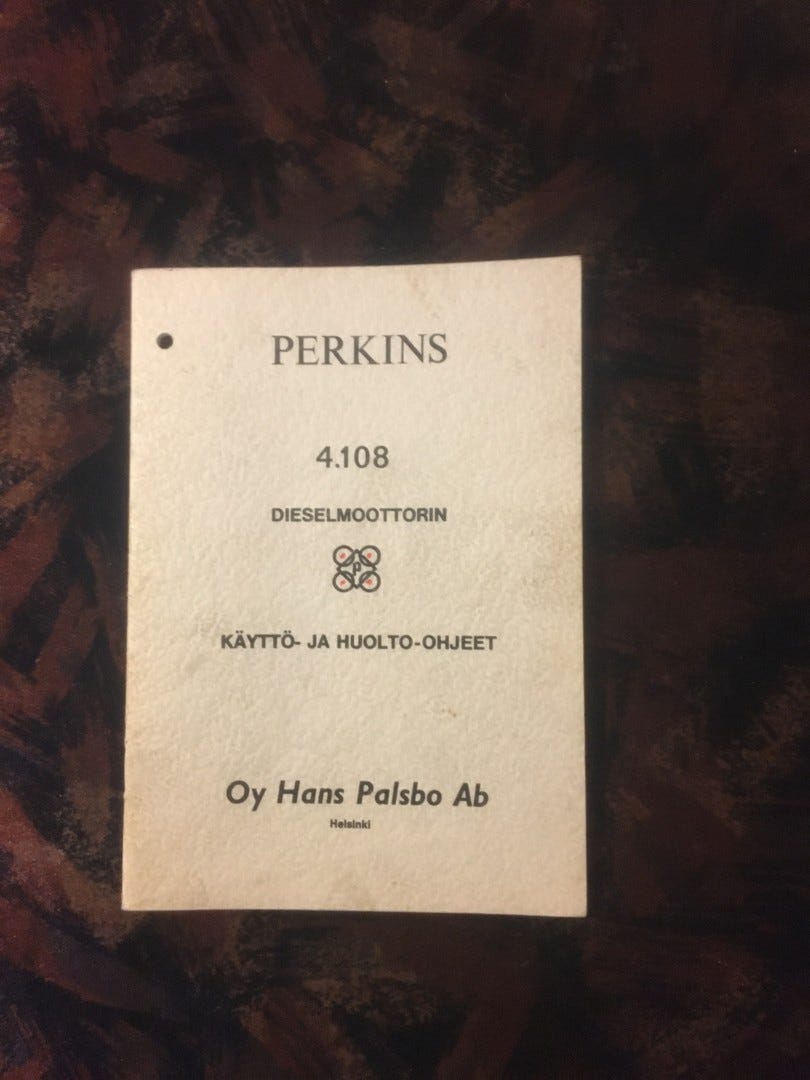 PERKINS
4.108
DIESELMOOTTORIN
P
KÄYTTÖ- JA HUOLTO-OHJEET
Oy Hans Palsbo Ab
Helsinki